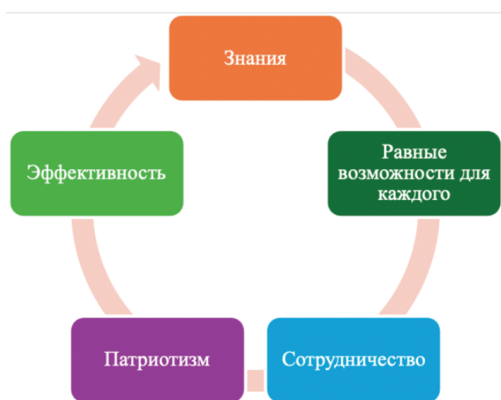 Знания
Равные
возможности для
каждого
Сотрудничество
Патриотизм
Эффективность